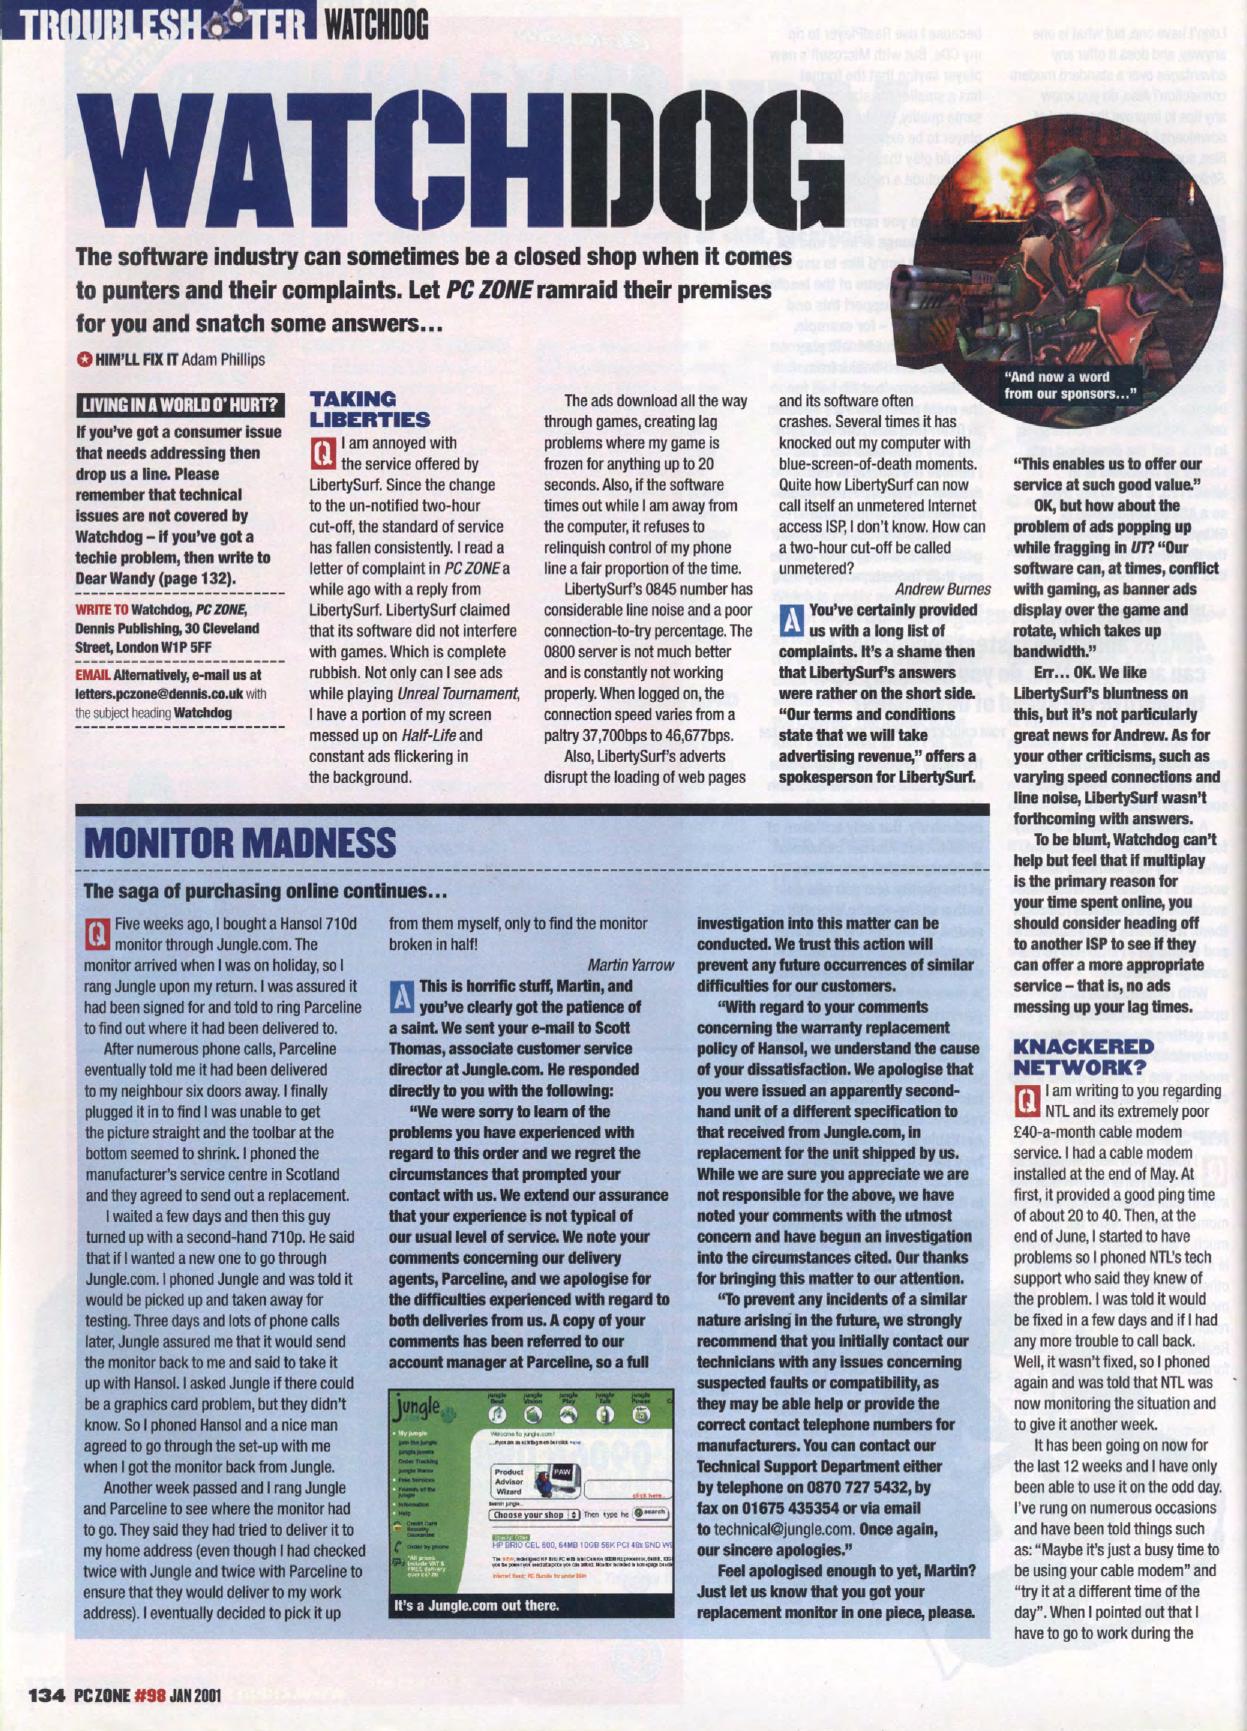 TROUBLESHOOTER WATCHDOG
WATCHDOG
The software industry can sometimes be a closed shop when it comes
to punters and their complaints. Let PC ZONE ramraid their premises
for you and snatch some answers...
HIM'LL FIX IT Adam Phillips
"And now a word
from our sponsors..."
LIVING IN A WORLD O' HURT?
If you've got a consumer issue
that needs addressing then
drop us a line. Please
remember that technical
issues are not covered by
Watchdog – if you've got a
techie problem, then write to
Dear Wandy (page 132).
WRITE TO Watchdog, PC ZONE,
Dennis Publishing, 30 Cleveland
Street, London W1P 5FF
EMAIL Alternatively, e-mail us at
letters.pczone@dennis.co.uk with
the subject heading Watchdog
TAKING
LIBERTIES
Q I am annoyed with
the service offered by
LibertySurf. Since the change
to the un-notified two-hour
cut-off, the standard of service
has fallen consistently. I read a
letter of complaint in PC ZONE a
while ago with a reply from
LibertySurf. LibertySurf claimed
that its software did not interfere
with games. Which is complete
rubbish. Not only can I see ads
while playing Unreal Tournament,
I have a portion of my screen
messed up on Half-Life and
constant ads flickering in
the background.
The ads download all the way
through games, creating lag
problems where my game is
frozen for anything up to 20
seconds. Also, if the software
times out while I am away from
the computer, it refuses to
relinquish control of my phone
line a fair proportion of the time.
LibertySurf's 0845 number has
considerable line noise and a poor
connection-to-try percentage. The
0800 server is not much better
and is constantly not working
properly. When logged on, the
connection speed varies from a
paltry 37,700bps to 46,677bps.
Also, LibertySurf's adverts
disrupt the loading of web pages
and its software often
crashes. Several times it has
knocked out my computer with
blue-screen-of-death moments.
Quite how LibertySurf can now
call itself an unmetered Internet
access ISP, I don't know. How can
a two-hour cut-off be called
unmetered?
Andrew Burnes
A You've certainly provided
us with a long list of
complaints. It's a shame then
that LibertySurf's answers
were rather on the short side.
"Our terms and conditions
state that we will take
advertising revenue," offers a
spokesperson for LibertySurf.
"This enables us to offer our
service at such good value."
OK, but how about the
problem of ads popping up
while fragging in UT? "Our
software can, at times, conflict
with gaming, as banner ads
display over the game and
rotate, which takes up
bandwidth."
Err... OK. We like
LibertySurf's bluntness on
this, but it's not particularly
great news for Andrew. As for
your other criticisms, such as
varying speed connections and
line noise, LibertySurf wasn't
forthcoming with answers.
To be blunt, Watchdog can't
help but feel that if multiplay
is the primary reason for
your time spent online, you
should consider heading off
to another ISP to see if they
can offer a more appropriate
service – that is, no ads
messing up your lag times.
KNACKERED
NETWORK?
Q I am writing to you regarding
NTL and its extremely poor
£40-a-month cable modem
service. I had a cable modem
installed at the end of May. At
first, it provided a good ping time
of about 20 to 40. Then, at the
end of June, I started to have
problems so I phoned NTL's tech
support who said they knew of
the problem. I was told it would
be fixed in a few days and if I had
any more trouble to call back.
Well, it wasn't fixed, so I phoned
again and was told that NTL was
now monitoring the situation and
to give it another week.
It has been going on now for
the last 12 weeks and I have only
been able to use it on the odd day.
I've rung on numerous occasions
and have been told things such
as: "Maybe it's just a busy time to
be using your cable modem" and
"try it at a different time of the
day". When I pointed out that I
have to go to work during the
MONITOR MADNESS
The saga of purchasing online continues...
Q Five weeks ago, I bought a Hansol 710d
monitor through Jungle.com. The
monitor arrived when I was on holiday, so I
rang Jungle upon my return. I was assured it
had been signed for and told to ring Parceline
to find out where it had been delivered to.
After numerous phone calls, Parceline
eventually told me it had been delivered
to my neighbour six doors away. I finally
plugged it in to find I was unable to get
the picture straight and the toolbar at the
bottom seemed to shrink. I phoned the
manufacturer's service centre in Scotland
and they agreed to send out a replacement.
I waited a few days and then this guy
turned up with a second-hand 710p. He said
that if I wanted a new one to go through
Jungle.com. I phoned Jungle and was told it
would be picked up and taken away for
testing. Three days and lots of phone calls
later, Jungle assured me that it would send
the monitor back to me and said to take it
up with Hansol. I asked Jungle if there could
be a graphics card problem, but they didn't
know. So I phoned Hansol and a nice man
agreed to go through the set-up with me
when I got the monitor back from Jungle.
Another week passed and I rang Jungle
and Parceline to see where the monitor had
to go. They said they had tried to deliver it to
my home address (even though I had checked
twice with Jungle and twice with Parceline to
ensure that they would deliver to my work
address). I eventually decided to pick it up
from them myself, only to find the monitor
broken in half!
Martin Yarrow
A This is horrific stuff, Martin, and
you've clearly got the patience of
a saint. We sent your e-mail to Scott
Thomas, associate customer service
director at Jungle.com. He responded
directly to you with the following:
"We were sorry to learn of the
problems you have experienced with
regard to this order and we regret the
circumstances that prompted your
contact with us. We extend our assurance
that your experience is not typical of
our usual level of service. We note your
comments concerning our delivery
agents, Parceline, and we apologise for
the difficulties experienced with regard to
both deliveries from us. A copy of your
comments has been referred to our
account manager at Parceline, so a full
jungle
Welcome to jungle.com!
My jungle
Order Tracking
Free Services
Information
Help
Order by phone
Product
Advisor
Wizard
PAW
click here
Choose your shop
Then type he
search
HP BRIO CEL 600, 64MB 10GB 56K PCI 48x SND W
It's a Jungle.com out there.
investigation into this matter can be
conducted. We trust this action will
prevent any future occurrences of similar
difficulties for our customers.
"With regard to your comments
concerning the warranty replacement
policy of Hansol, we understand the cause
of your dissatisfaction. We apologise that
you were issued an apparently second-
hand unit of a different specification to
that received from Jungle.com, in
replacement for the unit shipped by us.
While we are sure you appreciate we are
not responsible for the above, we have
noted your comments with the utmost
concern and have begun an investigation
into the circumstances cited. Our thanks
for bringing this matter to our attention.
"To prevent any incidents of a similar
nature arising in the future, we strongly
recommend that you initially contact our
technicians with any issues concerning
suspected faults or compatibility, as
they may be able help or provide the
correct contact telephone numbers for
manufacturers. You can contact our
Technical Support Department either
by telephone on 0870 727 5432, by
fax on 01675 435354 or via email
to technical@jungle.com. Once again,
our sincere apologies."
Feel apologised enough to yet, Martin?
Just let us know that you got your
replacement monitor in one piece, please.
134 PC ZONE #98 JAN 2001